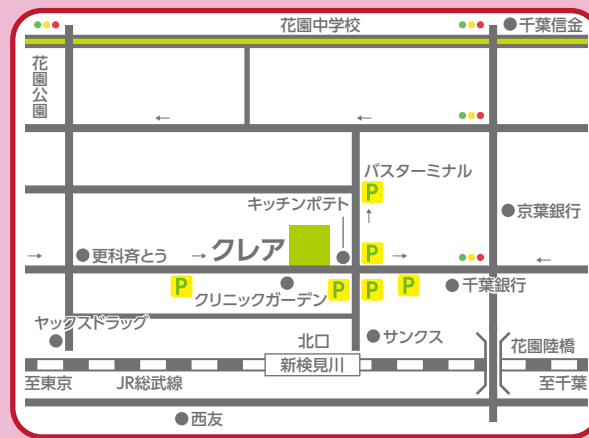 花園中学校
千葉信金
花園公園
←
←
バスターミナル
P
キッチンポテト
↑
京葉銀行
→
更科斉とう
→
クレア
P
→
←
P
クリニックガーデン
P
P
P
千葉銀行
ヤックスドラッグ
北口
サンクス
花園陸橋
新検見川
至東京
JR総武線
至千葉
西友